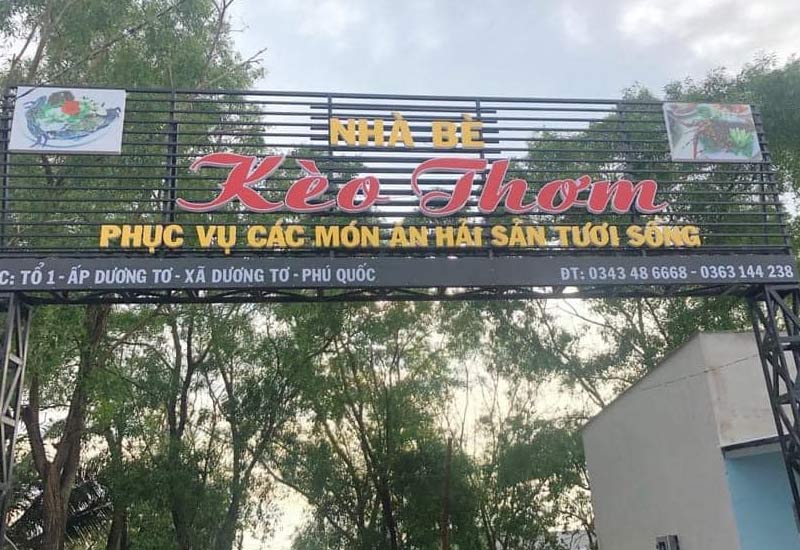 NHÀ BÈ
Kèo Thơm
PHỤC VỤ CÁC MÓN ĂN HẢI SẢN TƯƠI SỐNG
C: TỔ 1 - ẤP DƯƠNG TƠ - XÃ DƯƠNG TƠ - PHÚ QUỐC ĐT: 0343 48 6668 - 0363 144 238